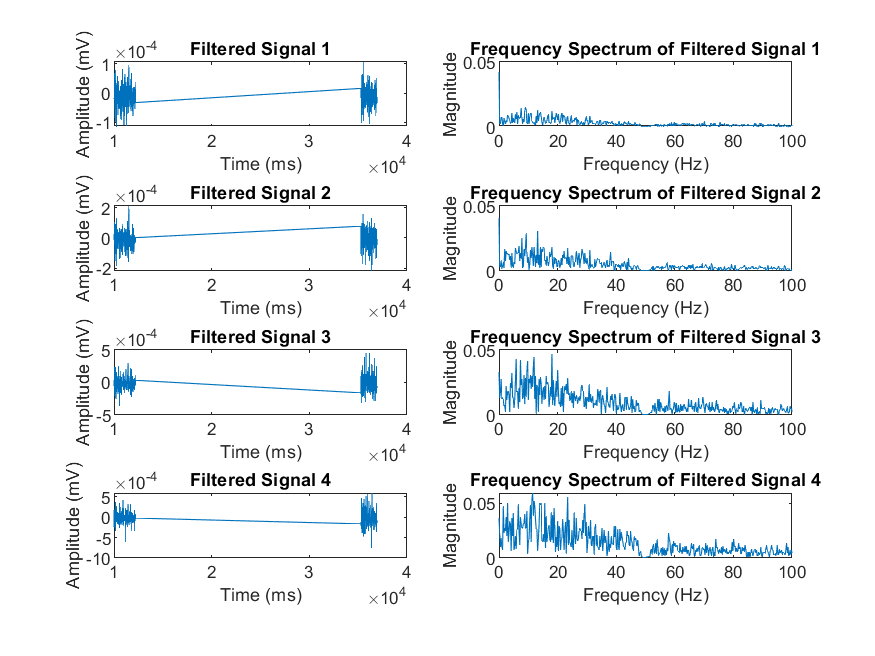 Filtered Signal 1
×10-4
Amplitude (mV)
1
0
-1
1 2 3 4
Time (ms)
×104
Frequency Spectrum of Filtered Signal 1
Magnitude
0.05
0
0 20 40 60 80 100
Frequency (Hz)
Filtered Signal 2
×10-4
Amplitude (mV)
2
0
-2
1 2 3 4
Time (ms)
×104
Frequency Spectrum of Filtered Signal 2
Magnitude
0.05
0
0 20 40 60 80 100
Frequency (Hz)
Filtered Signal 3
×10-4
Amplitude (mV)
5
0
-5
1 2 3 4
Time (ms)
×104
Frequency Spectrum of Filtered Signal 3
Magnitude
0.05
0
0 20 40 60 80 100
Frequency (Hz)
Filtered Signal 4
×10-4
Amplitude (mV)
5
0
-5
-10
1 2 3 4
Time (ms)
×104
Frequency Spectrum of Filtered Signal 4
Magnitude
0.05
0
0 20 40 60 80 100
Frequency (Hz)